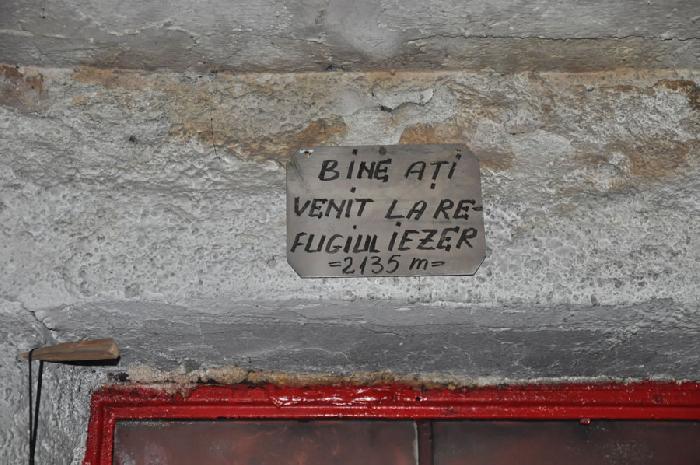 BINE AȚI
VENIT LA RE-
FUGIUL IEZER
=2135 m=